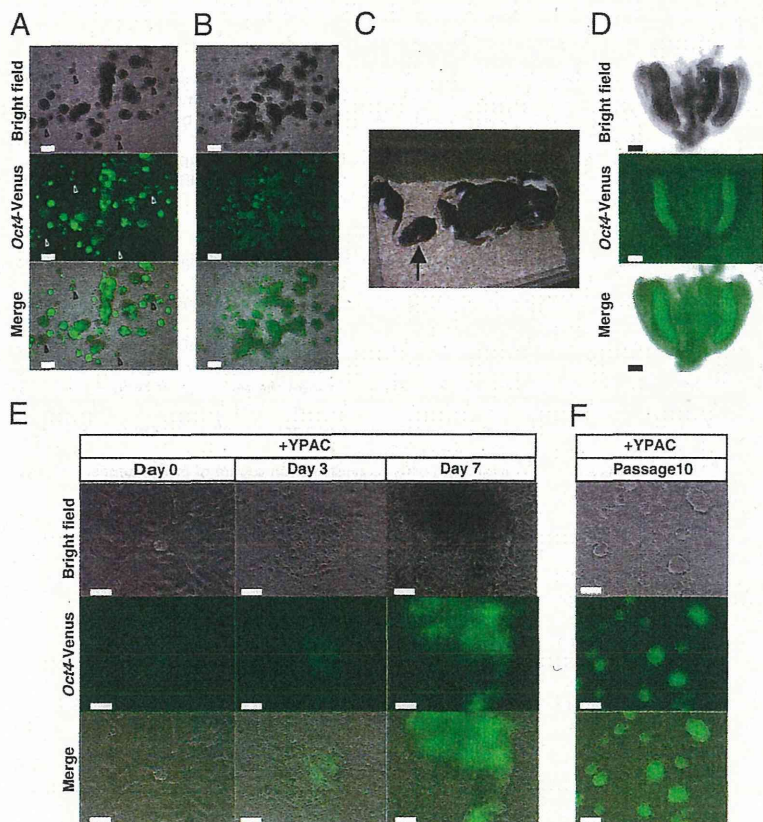 A
B
C
D
Bright field
Bright field
Oct4-Venus
Oct4-Venus
Merge
Merge
E
F
+YPAC
+YPAC
Day 0
Day 3
Day 7
Passage10
Bright field
Oct4-Venus
Merge